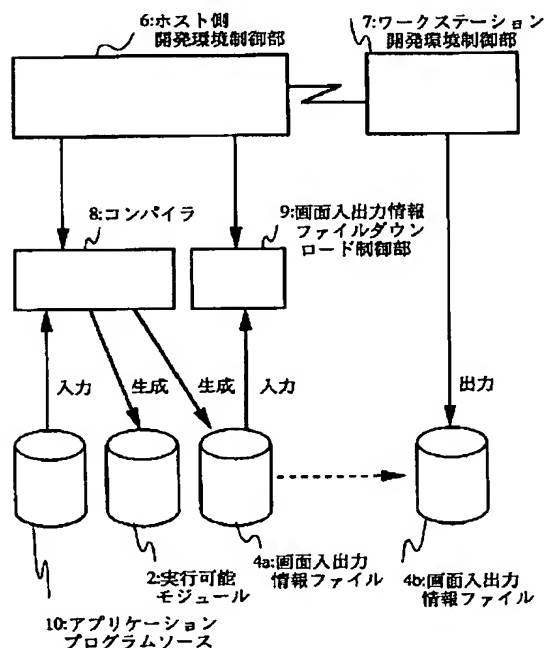 6:ホスト側
開発環境制御部
7:ワークステーション
開発環境制御部
8:コンパイラ
9:画面入出力情報
ファイルダウン
ロード制御部
入力
生成
生成
入力
出力
2:実行可能
モジュール
4a:画面入出力
情報ファイル
4b:画面入出力
情報ファイル
10:アプリケーション
プログラムソース